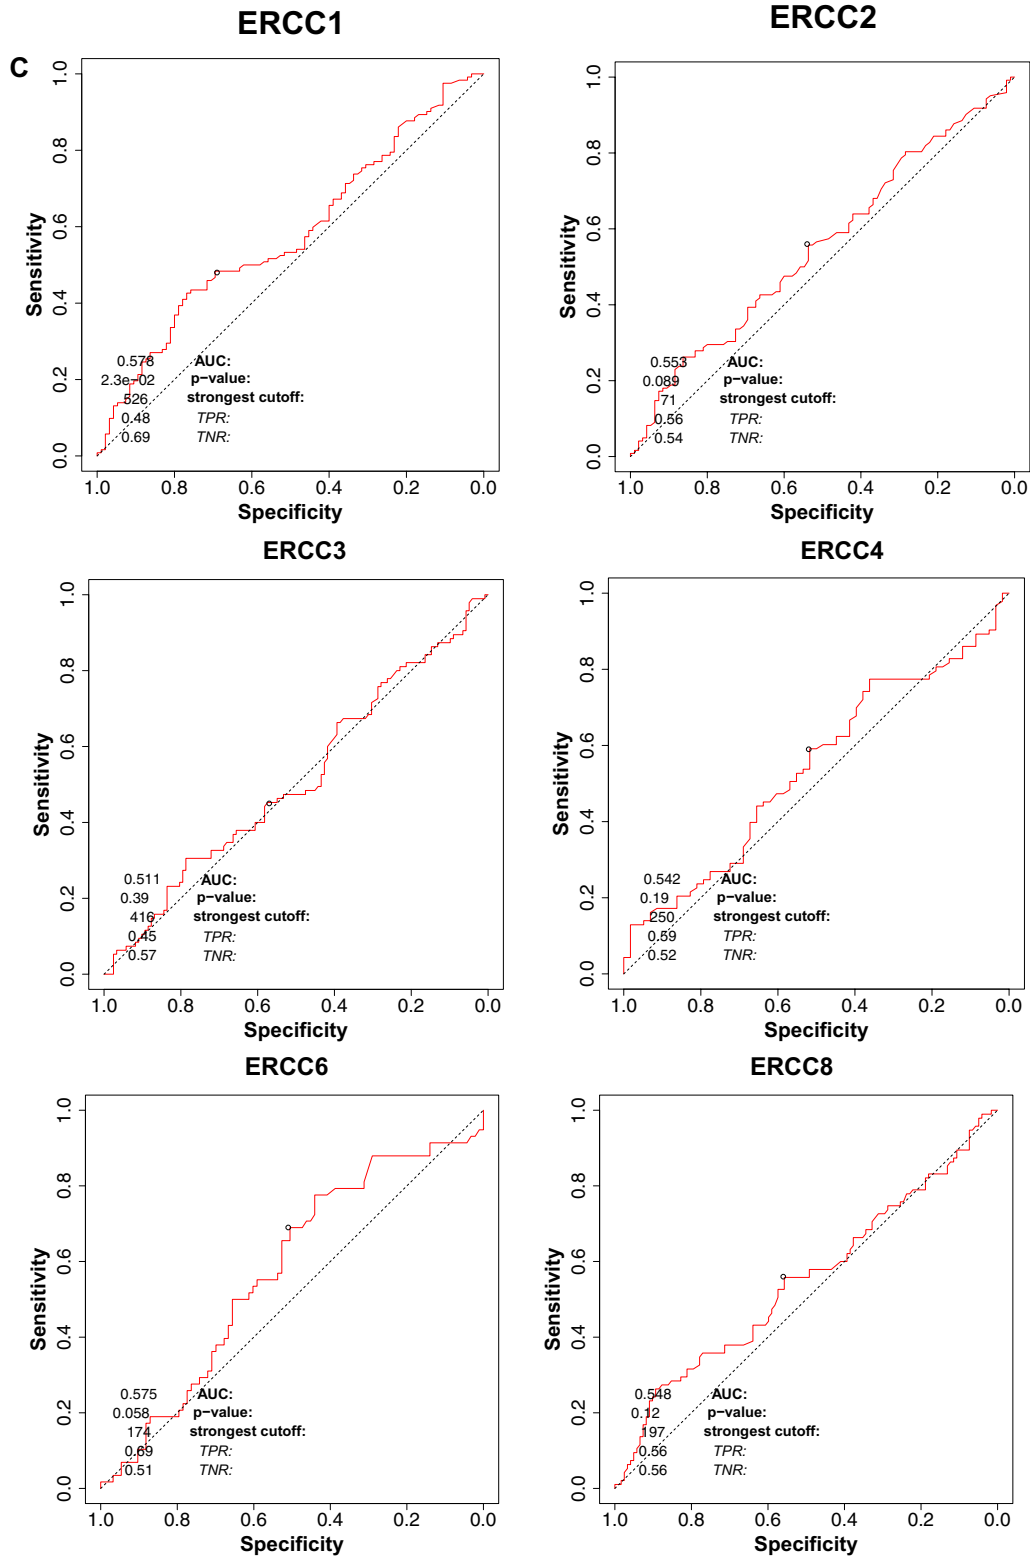 C
ERCC1
Sensitivity
1.0
0.8
0.6
0.4
0.2
0.0
0.578 AUC:
2.3e−02 p−value:
526 strongest cutoff:
0.48 TPR:
0.69 TNR:
1.0 0.8 0.6 0.4 0.2 0.0
Specificity
ERCC2
Sensitivity
1.0
0.8
0.6
0.4
0.2
0.0
0.553 AUC:
0.089 p−value:
71 strongest cutoff:
0.56 TPR:
0.54 TNR:
1.0 0.8 0.6 0.4 0.2 0.0
Specificity
ERCC3
Sensitivity
1.0
0.8
0.6
0.4
0.2
0.0
0.511 AUC:
0.39 p−value:
416 strongest cutoff:
0.45 TPR:
0.57 TNR:
1.0 0.8 0.6 0.4 0.2 0.0
Specificity
ERCC4
Sensitivity
1.0
0.8
0.6
0.4
0.2
0.0
0.542 AUC:
0.19 p−value:
250 strongest cutoff:
0.59 TPR:
0.52 TNR:
1.0 0.8 0.6 0.4 0.2 0.0
Specificity
ERCC6
Sensitivity
1.0
0.8
0.6
0.4
0.2
0.0
0.575 AUC:
0.058 p−value:
174 strongest cutoff:
0.69 TPR:
0.51 TNR:
1.0 0.8 0.6 0.4 0.2 0.0
Specificity
ERCC8
Sensitivity
1.0
0.8
0.6
0.4
0.2
0.0
0.548 AUC:
0.12 p−value:
197 strongest cutoff:
0.56 TPR:
0.56 TNR:
1.0 0.8 0.6 0.4 0.2 0.0
Specificity